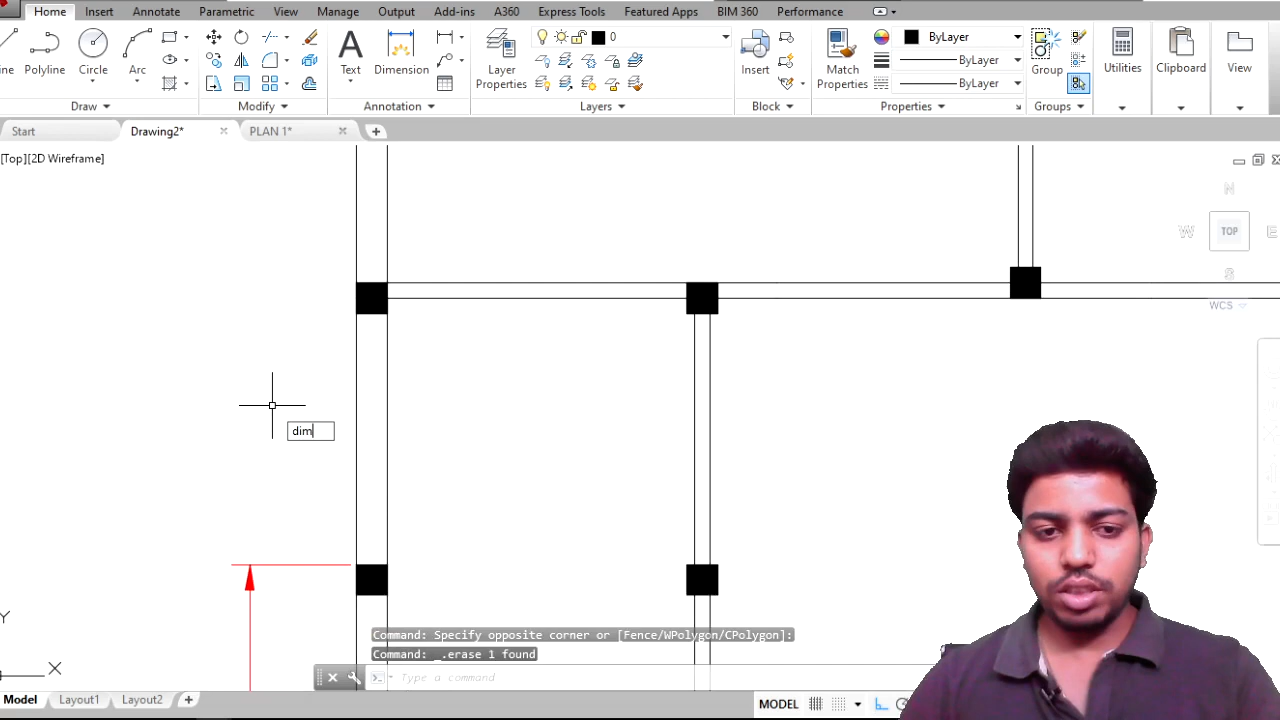 Home Insert Annotate Parametric View Manage Output Add-ins A360 Express Tools Featured Apps BIM 360 Performance
Polyline Circle Arc
Text Dimension
Layer Properties
0
Insert
Match Properties
ByLayer
ByLayer
ByLayer
Group
Utilities Clipboard View
Draw Modify Annotation Layers Block Properties Groups
Start Drawing2* PLAN 1*
[Top][2D Wireframe]
N
W TOP E
S
WCS
dim
Command: Specify opposite corner or [Fence/WPolygon/CPolygon]:
Command: _.erase 1 found
Type a command
Y
X
Model Layout1 Layout2
MODEL